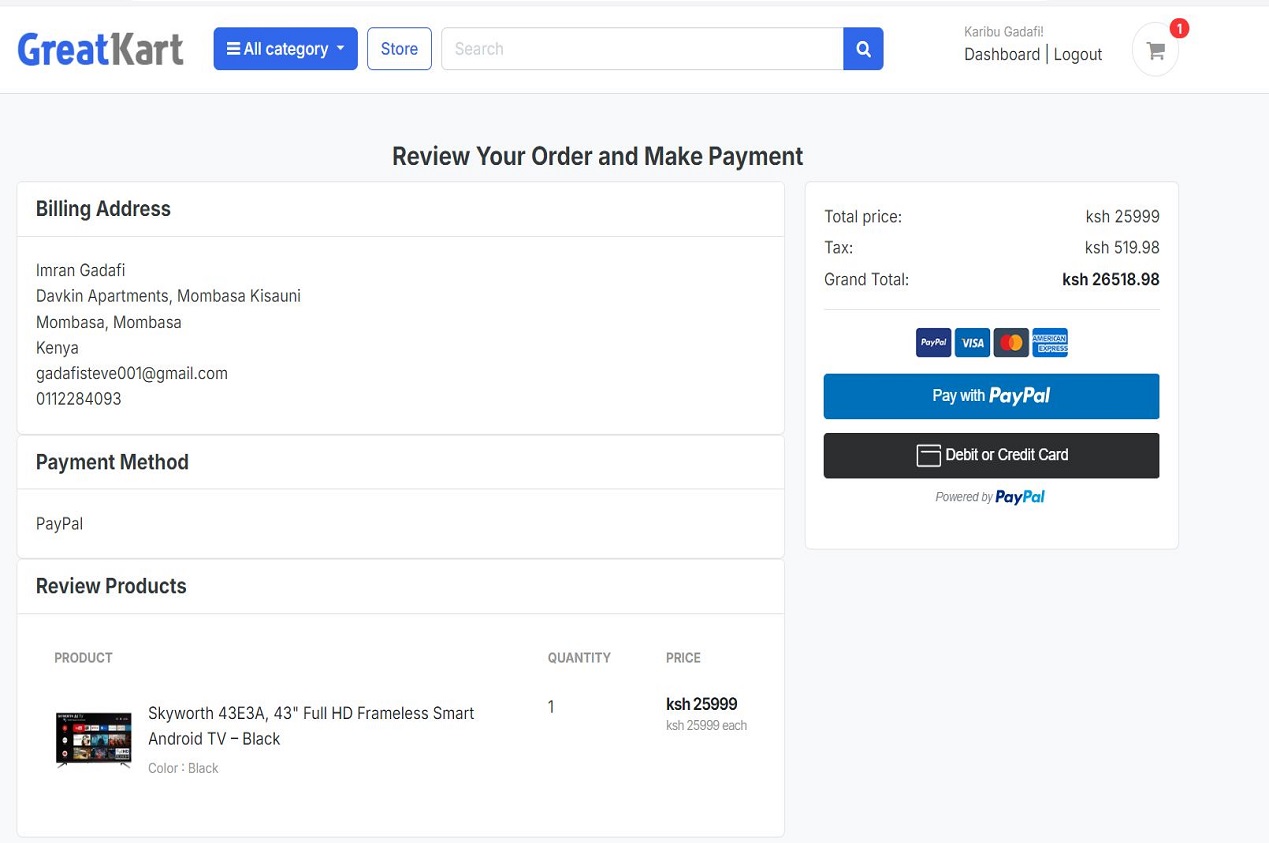 GreatKart
All category
Store
Search
Karibu Gadafi!
Dashboard | Logout
1
Review Your Order and Make Payment
Billing Address
Imran Gadafi
Davkin Apartments, Mombasa Kisauni
Mombasa, Mombasa
Kenya
gadafisteve001@gmail.com
0112284093
Payment Method
PayPal
Review Products
PRODUCT QUANTITY PRICE
Skyworth 43E3A, 43" Full HD Frameless Smart
Android TV – Black
Color : Black
1
ksh 25999
ksh 25999 each
Total price: ksh 25999
Tax: ksh 519.98
Grand Total: ksh 26518.98
PayPal VISA AMERICAN EXPRESS
Pay with PayPal
Debit or Credit Card
Powered by PayPal